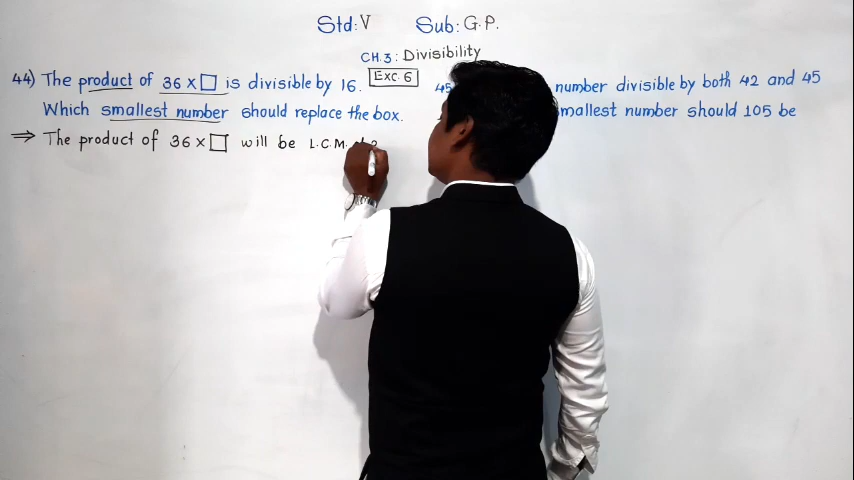 Std: V Sub: G.P.
CH.3: Divisibility
Exc. 6
44) The product of 36 x □ is divisible by 16.
Which smallest number should replace the box.
⇒ The product of 36 x □ will be L.C.M.
45 number divisible by both 42 and 45
smallest number should 105 be